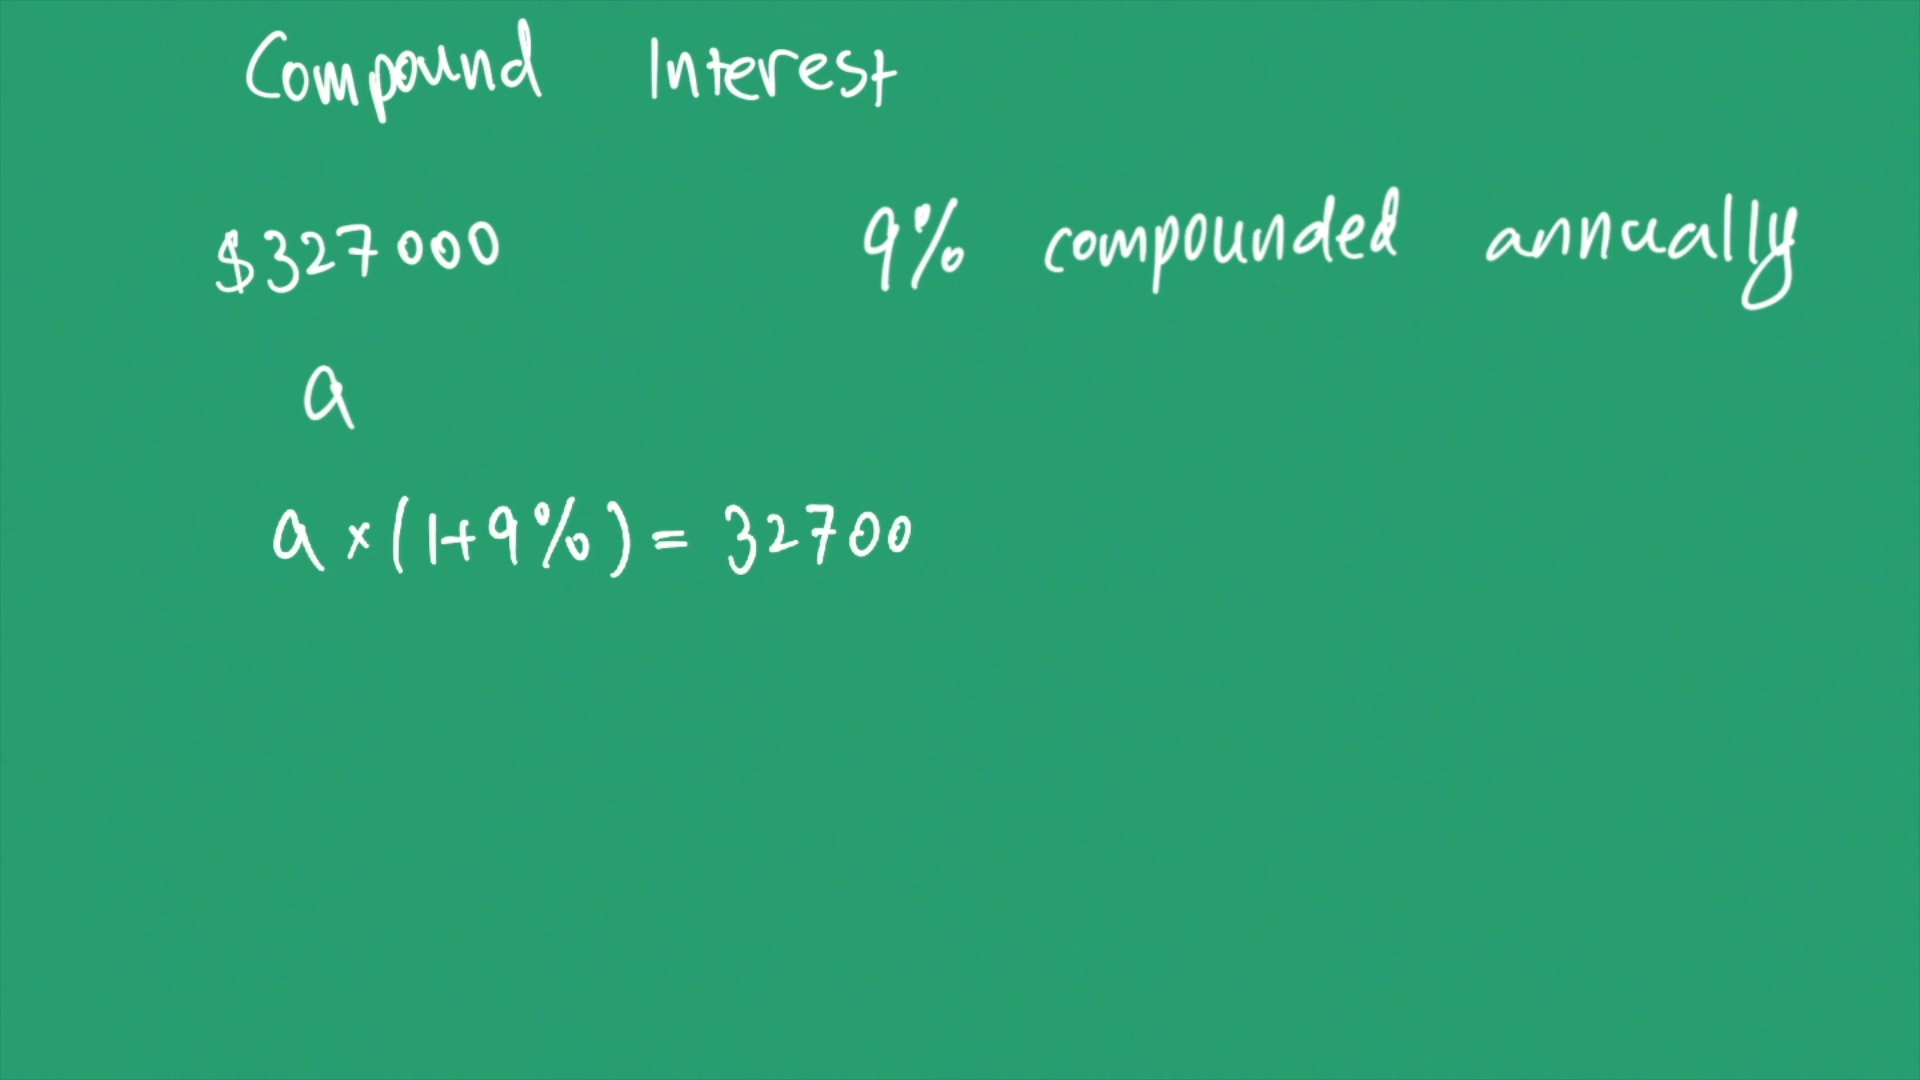 Compound Interest
$327000 9% compounded annually
a
a × (1+9%) = 32700